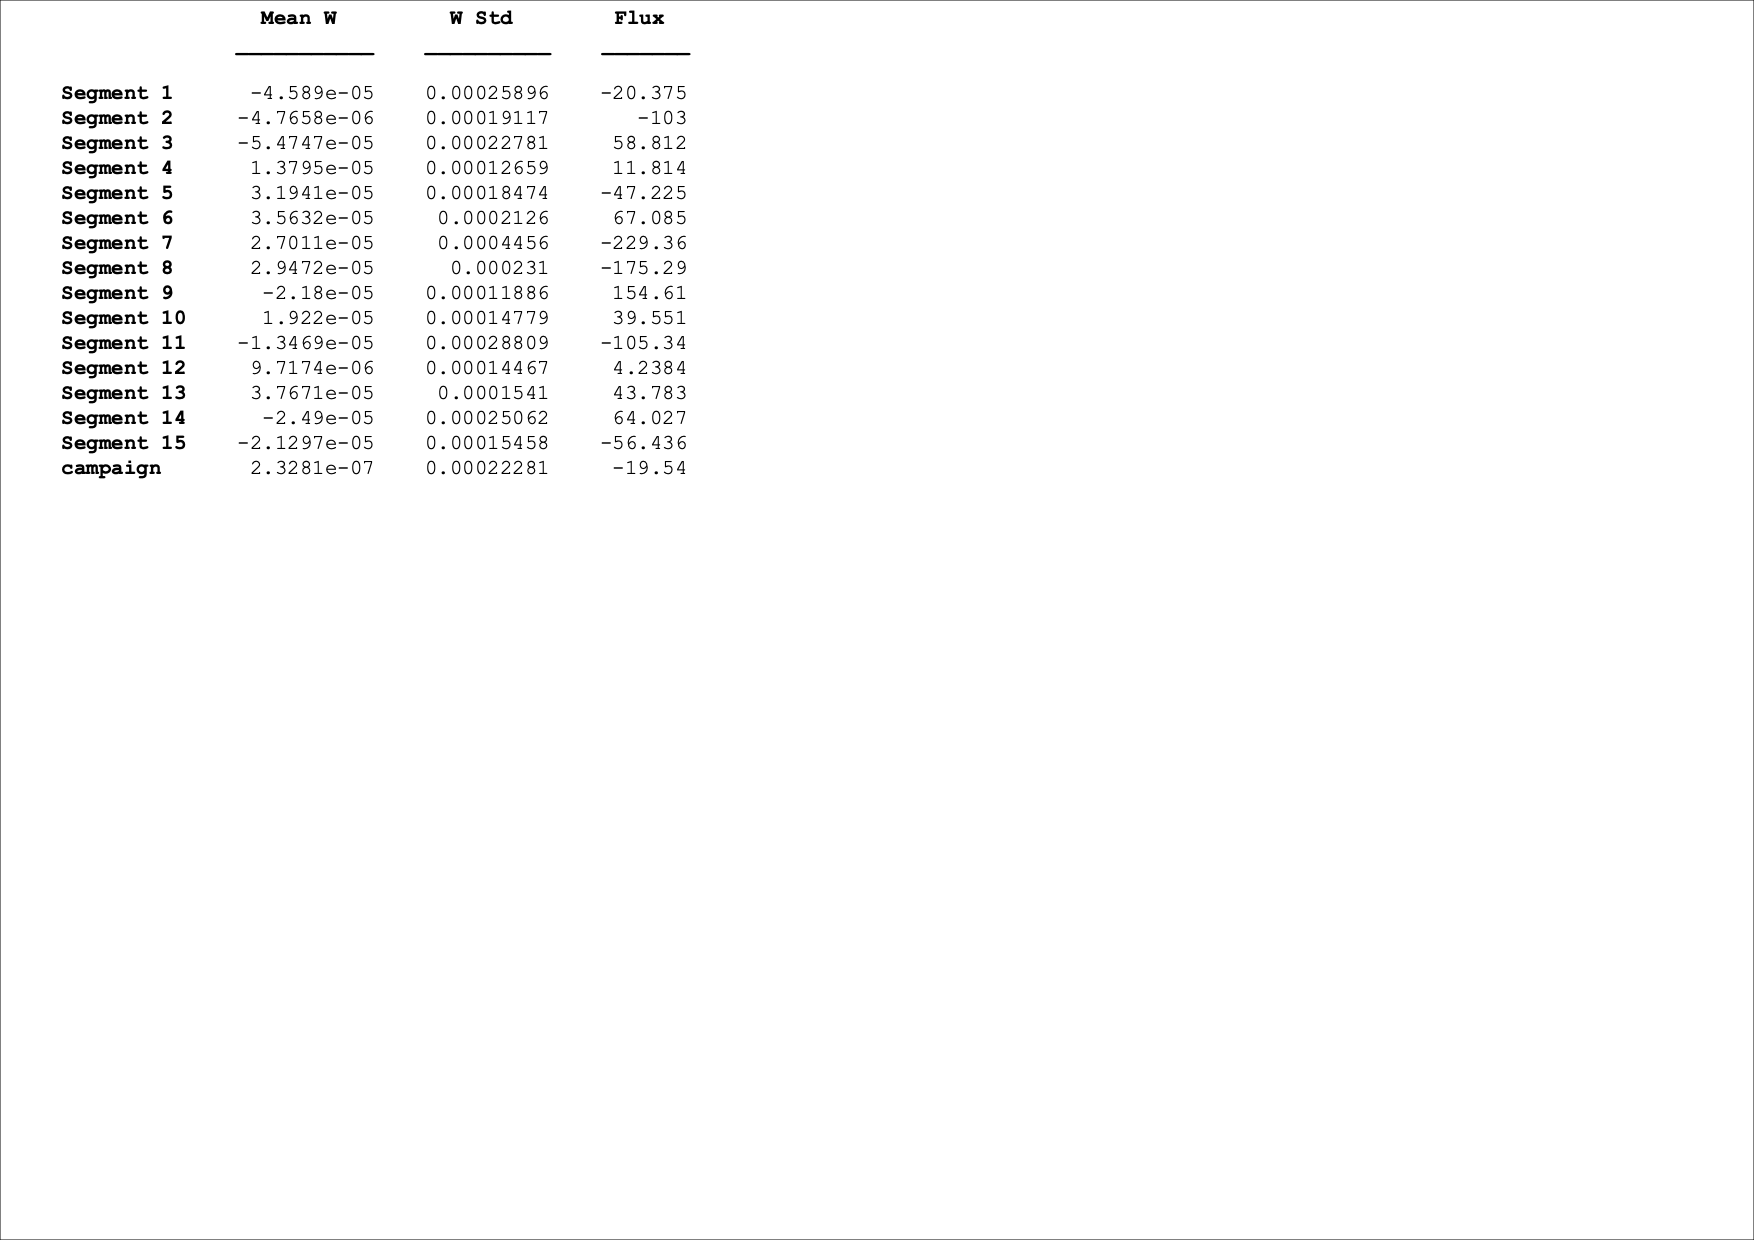 Mean W W Std Flux
Segment 1 -4.589e-05 0.00025896 -20.375
Segment 2 -4.7658e-06 0.00019117 -103
Segment 3 -5.4747e-05 0.00022781 58.812
Segment 4 1.3795e-05 0.00012659 11.814
Segment 5 3.1941e-05 0.00018474 -47.225
Segment 6 3.5632e-05 0.0002126 67.085
Segment 7 2.7011e-05 0.0004456 -229.36
Segment 8 2.9472e-05 0.000231 -175.29
Segment 9 -2.18e-05 0.00011886 154.61
Segment 10 1.922e-05 0.00014779 39.551
Segment 11 -1.3469e-05 0.00028809 -105.34
Segment 12 9.7174e-06 0.00014467 4.2384
Segment 13 3.7671e-05 0.0001541 43.783
Segment 14 -2.49e-05 0.00025062 64.027
Segment 15 -2.1297e-05 0.00015458 -56.436
campaign 2.3281e-07 0.00022281 -19.54